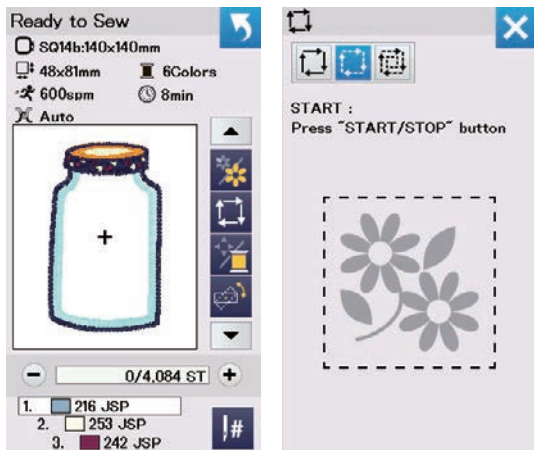 Ready to Sew
SQ14b:140x140mm
48x81mm 6Colors
600spm 8min
Auto
0/4,084 ST
1. 216 JSP
2. 253 JSP
3. 242 JSP
#
START :
Press "START/STOP" button